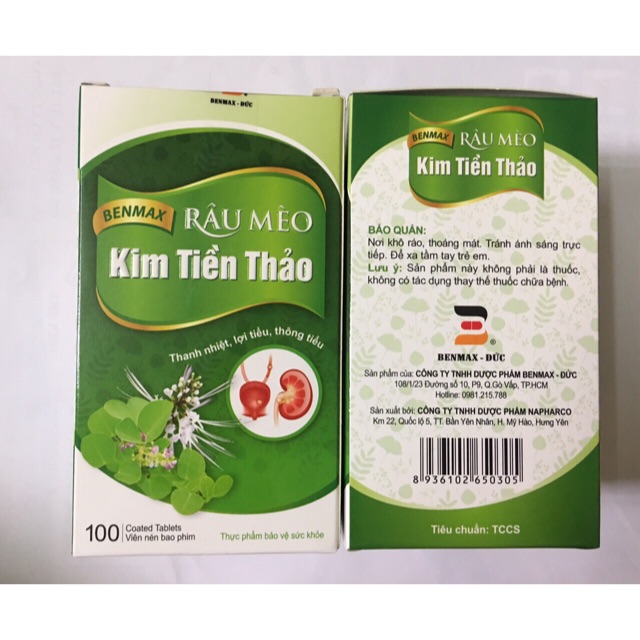 BENMAX - ĐỨC
BENMAX RÂU MÈO
Kim Tiền Thảo
Thanh nhiệt, lợi tiểu, thông tiểu
100 Coated Tablets
Viên nén bao phim
Thực phẩm bảo vệ sức khỏe
BENMAX RÂU MÈO
Kim Tiền Thảo
BẢO QUẢN:
Nơi khô ráo, thoáng mát. Tránh ánh sáng trực
tiếp. Để xa tầm tay trẻ em.
Lưu ý: Sản phẩm này không phải là thuốc,
không có tác dụng thay thế thuốc chữa bệnh.
®
BENMAX - ĐỨC
Sản phẩm của: CÔNG TY TNHH DƯỢC PHẨM BENMAX - ĐỨC
108/1/23 Đường số 10, P9, Q.Gò Vấp, TP.HCM
Hotline: 0981.215.788
Sản xuất bởi: CÔNG TY TNHH DƯỢC PHẨM NAPHARCO
Km 22, Quốc lộ 5, TT. Bần Yên Nhân, H. Mỹ Hào, Hưng Yên
8 936102 650305
Tiêu chuẩn: TCCS